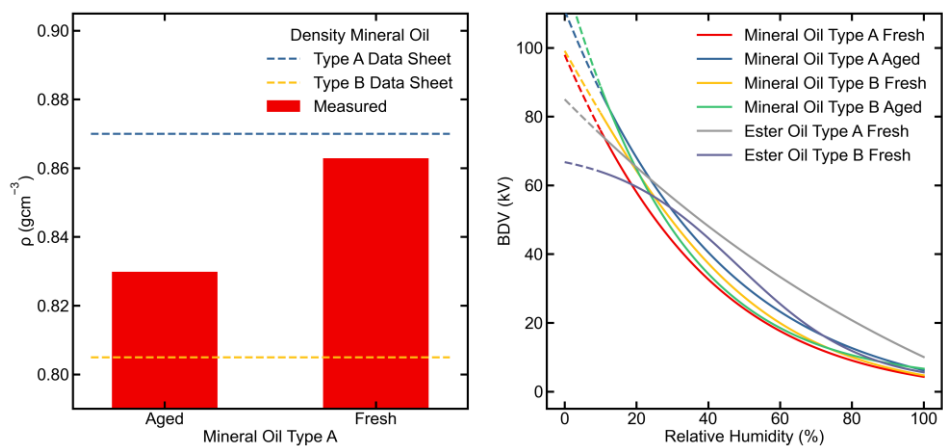 0.90
0.88
0.86
0.84
0.82
0.80
ρ (gcm⁻³)
Density Mineral Oil
Type A Data Sheet
Type B Data Sheet
Measured
Aged
Fresh
Mineral Oil Type A
100
80
60
40
20
0
BDV (kV)
Mineral Oil Type A Fresh
Mineral Oil Type A Aged
Mineral Oil Type B Fresh
Mineral Oil Type B Aged
Ester Oil Type A Fresh
Ester Oil Type B Fresh
0 20 40 60 80 100
Relative Humidity (%)